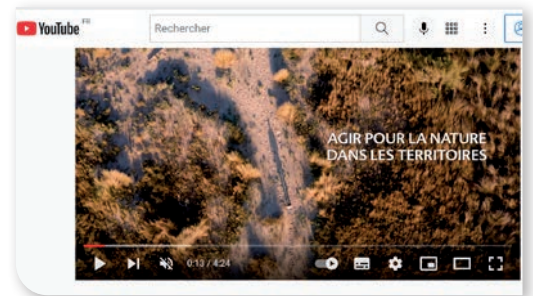 YouTube FR
Rechercher
AGIR POUR LA NATURE
DANS LES TERRITOIRES
0:13 / 4:24